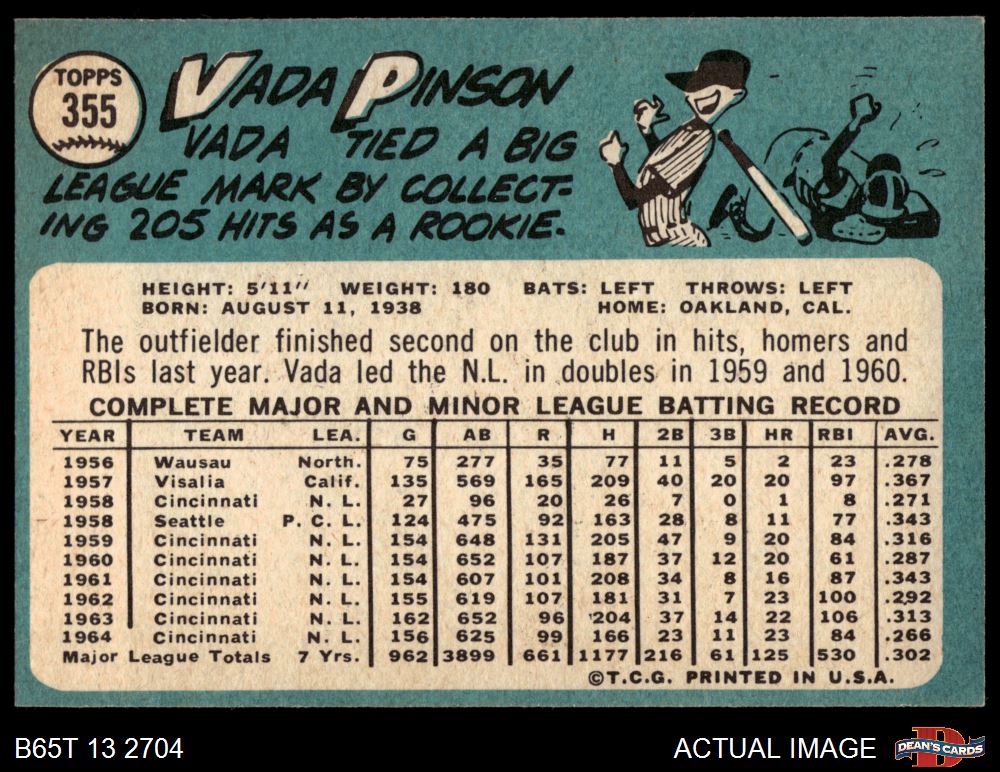 TOPPS
355
VADA PINSON
VADA TIED A BIG
LEAGUE MARK BY COLLECT-
ING 205 HITS AS A ROOKIE.
HEIGHT: 5'11" WEIGHT: 180 BATS: LEFT THROWS: LEFT
BORN: AUGUST 11, 1938 HOME: OAKLAND, CAL.
The outfielder finished second on the club in hits, homers and
RBIs last year. Vada led the N.L. in doubles in 1959 and 1960.
COMPLETE MAJOR AND MINOR LEAGUE BATTING RECORD
YEAR TEAM LEA. G AB R H 2B 3B HR RBI AVG.
1956 Wausau North. 75 277 35 77 11 5 2 23 .278
1957 Visalia Calif. 135 569 165 209 40 20 20 97 .367
1958 Cincinnati N. L. 27 96 20 26 7 0 1 8 .271
1958 Seattle P. C. L. 124 475 92 163 28 8 11 77 .343
1959 Cincinnati N. L. 154 648 131 205 47 9 20 84 .316
1960 Cincinnati N. L. 154 652 107 187 37 12 20 61 .287
1961 Cincinnati N. L. 154 607 101 208 34 8 16 87 .343
1962 Cincinnati N. L. 155 619 107 181 31 7 23 100 .292
1963 Cincinnati N. L. 162 652 96 204 37 14 22 106 .313
1964 Cincinnati N. L. 156 625 99 166 23 11 23 84 .266
Major League Totals 7 Yrs. 962 3899 661 1177 216 61 125 530 .302
©T.C.G. PRINTED IN U.S.A.
B65T 13 2704 ACTUAL IMAGE DEAN'S CARDS